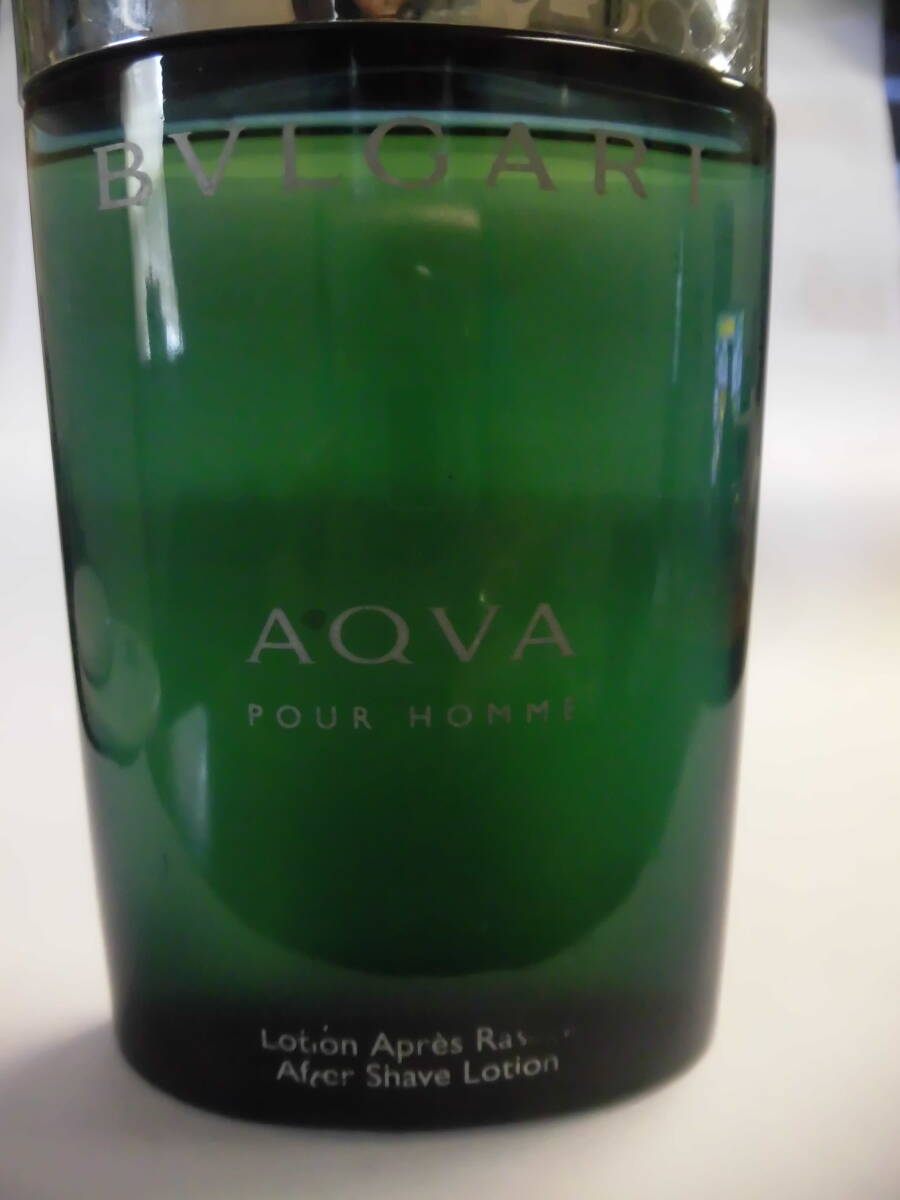 BVLGARI
AQVA
POUR HOMME
Lotion Après
After Shave Lotion